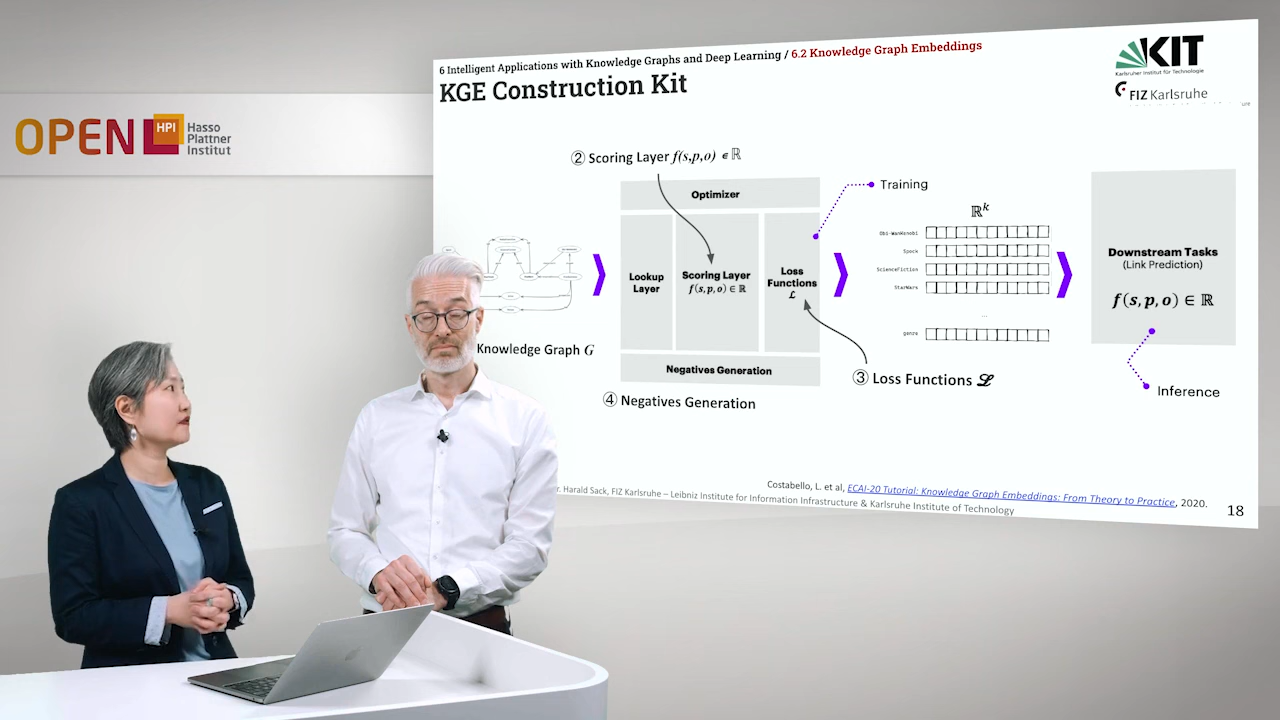 6 Intelligent Applications with Knowledge Graphs and Deep Learning / 6.2 Knowledge Graph Embeddings
KGE Construction Kit
KIT
Karlsruher Institut für Technologie
FIZ Karlsruhe
OPEN HPI
Hasso
Plattner
Institut
② Scoring Layer f(s,p,o) ∈ ℝ
Optimizer
Lookup
Layer
Scoring Layer
f(s,p,o) ∈ ℝ
Loss
Functions
ℒ
Negatives Generation
Training
ℝᵏ
Obi-WanKenobi
Spock
ScienceFiction
StarWars
...
genre
Downstream Tasks
(Link Prediction)
f(s,p,o) ∈ ℝ
Inference
Knowledge Graph G
③ Loss Functions ℒ
④ Negatives Generation
Costabello, L. et al, ECAI-20 Tutorial: Knowledge Graph Embeddings: From Theory to Practice, 2020.
Harald Sack, FIZ Karlsruhe – Leibniz Institute for Information Infrastructure & Karlsruhe Institute of Technology
18